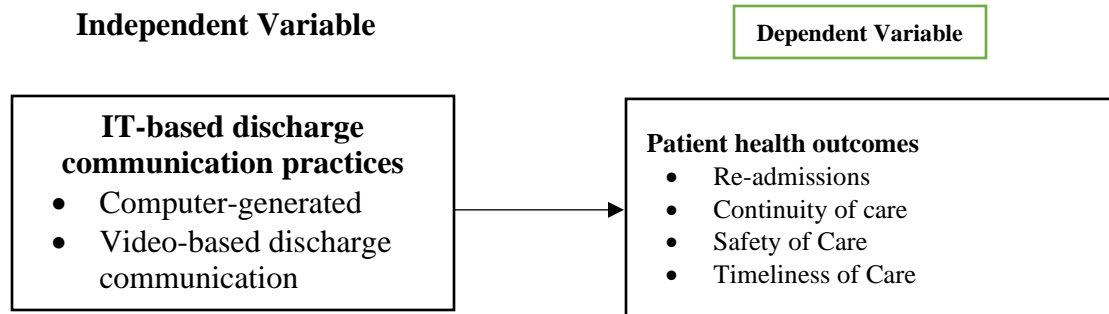 Independent Variable
Dependent Variable
IT-based discharge
communication practices
• Computer-generated
• Video-based discharge
communication
Patient health outcomes
• Re-admissions
• Continuity of care
• Safety of Care
• Timeliness of Care